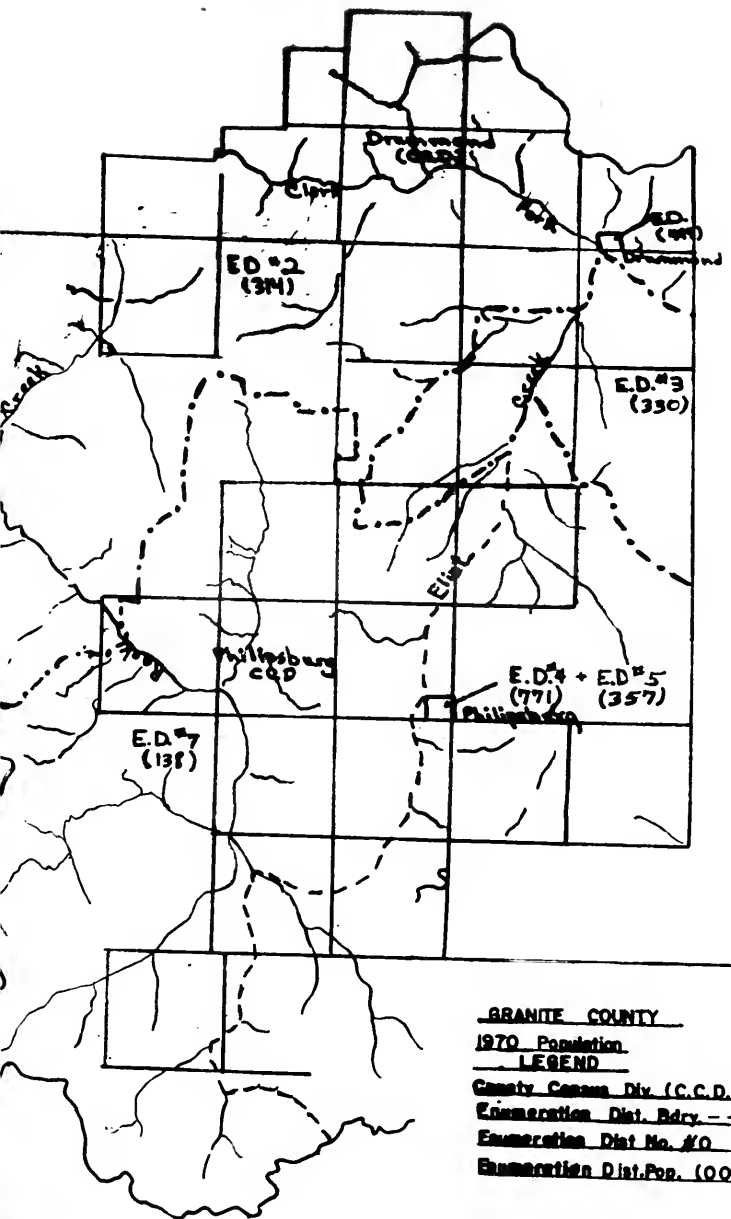 Drummond
(CCD)
Clark
Fork
E.D.
Drummond
ED #2
(314)
Creek
Creek
E.D.#3
(330)
Flint
Philipsburg
CCD
E.D.#4 + E.D#5
(771) (357)
Philipsburg
E.D.#7
(138)
GRANITE COUNTY
1970 Population
LEGEND
County Census Div. (C.C.D.
Enumeration Dist. Bdry. - -
Enumeration Dist No. #0
Enumeration Dist.Pop. (00